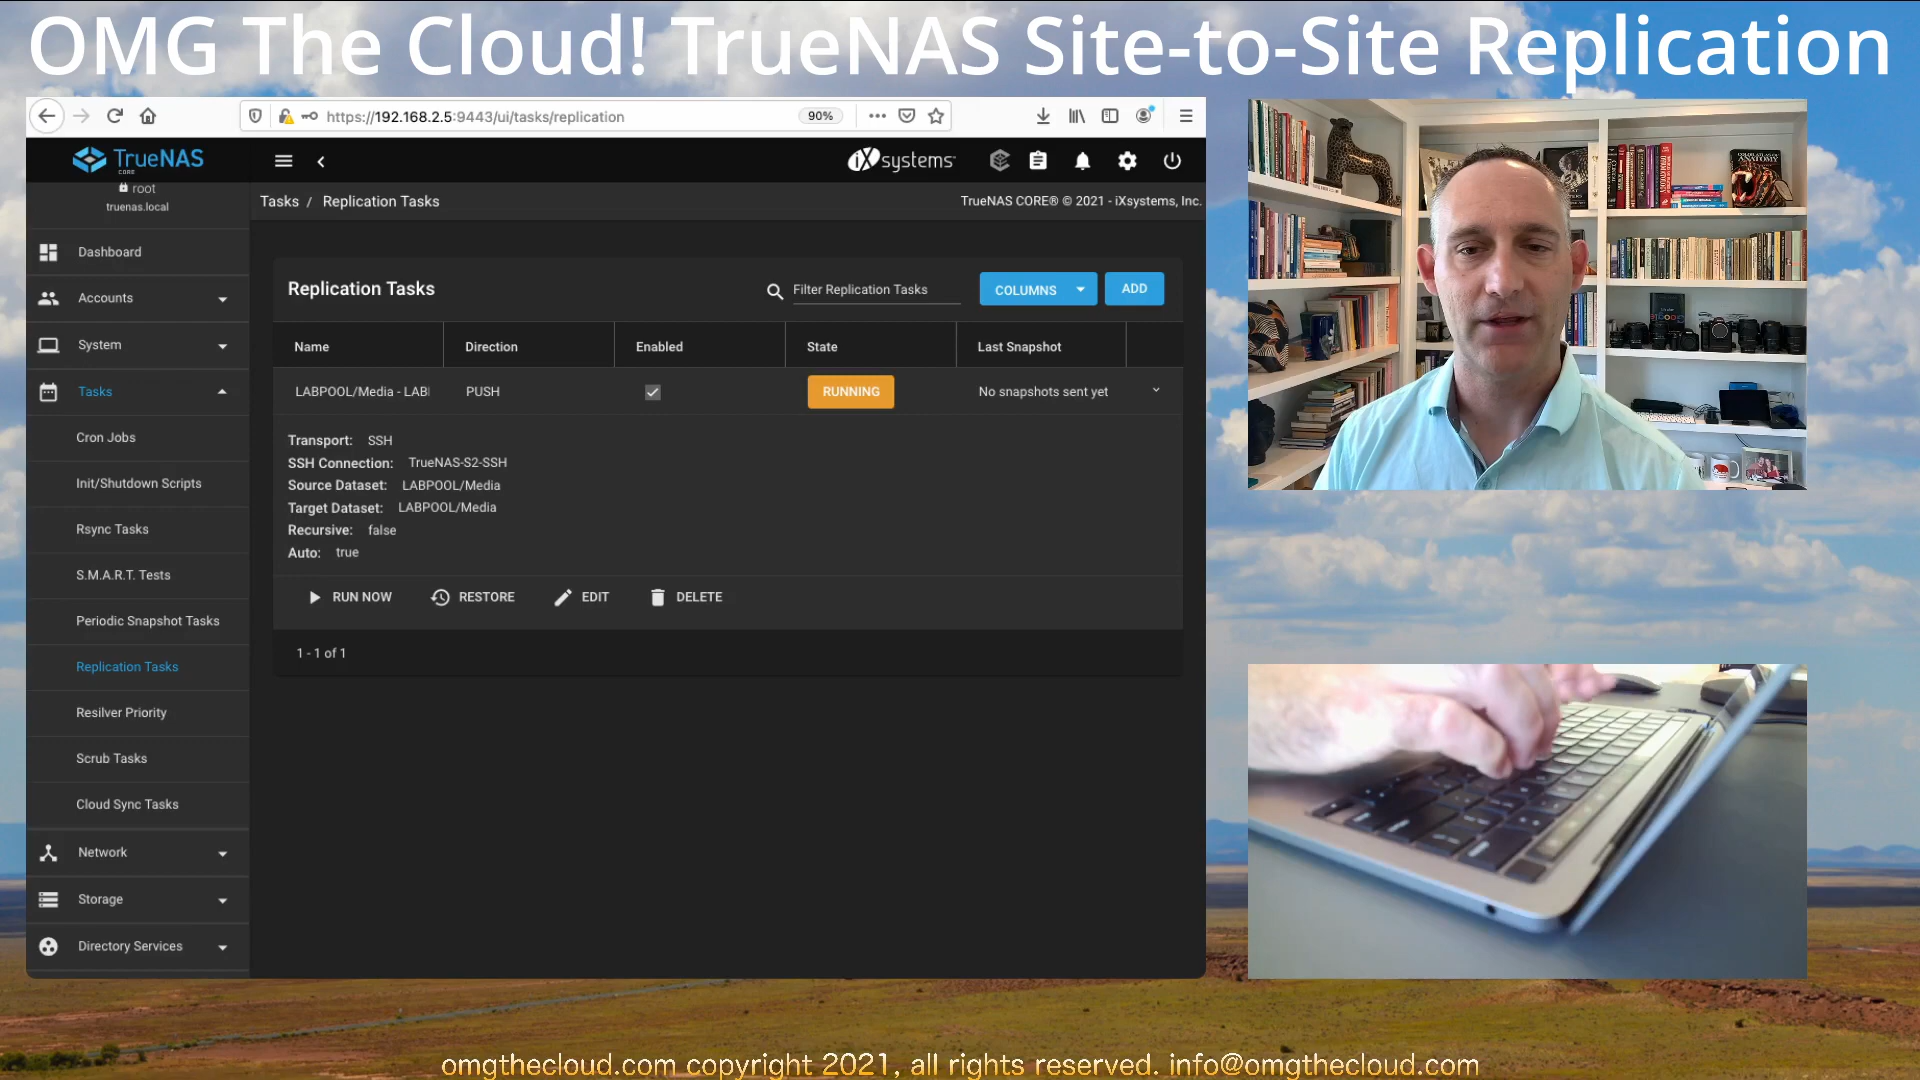 OMG The Cloud! TrueNAS Site-to-Site Replication
https://192.168.2.5:9443/ui/tasks/replication
90%
TrueNAS
CORE
iXsystems
root
truenas.local
Tasks / Replication Tasks
TrueNAS CORE® © 2021 - iXsystems, Inc.
Dashboard
Accounts
System
Tasks
Cron Jobs
Init/Shutdown Scripts
Rsync Tasks
S.M.A.R.T. Tests
Periodic Snapshot Tasks
Replication Tasks
Resilver Priority
Scrub Tasks
Cloud Sync Tasks
Network
Storage
Directory Services
Replication Tasks
Filter Replication Tasks
COLUMNS
ADD
Name Direction Enabled State Last Snapshot
LABPOOL/Media - LAB PUSH RUNNING No snapshots sent yet
Transport: SSH
SSH Connection: TrueNAS-S2-SSH
Source Dataset: LABPOOL/Media
Target Dataset: LABPOOL/Media
Recursive: false
Auto: true
RUN NOW RESTORE EDIT DELETE
1 - 1 of 1
ANATOMY
omgthecloud.com copyright 2021, all rights reserved. info@omgthecloud.com